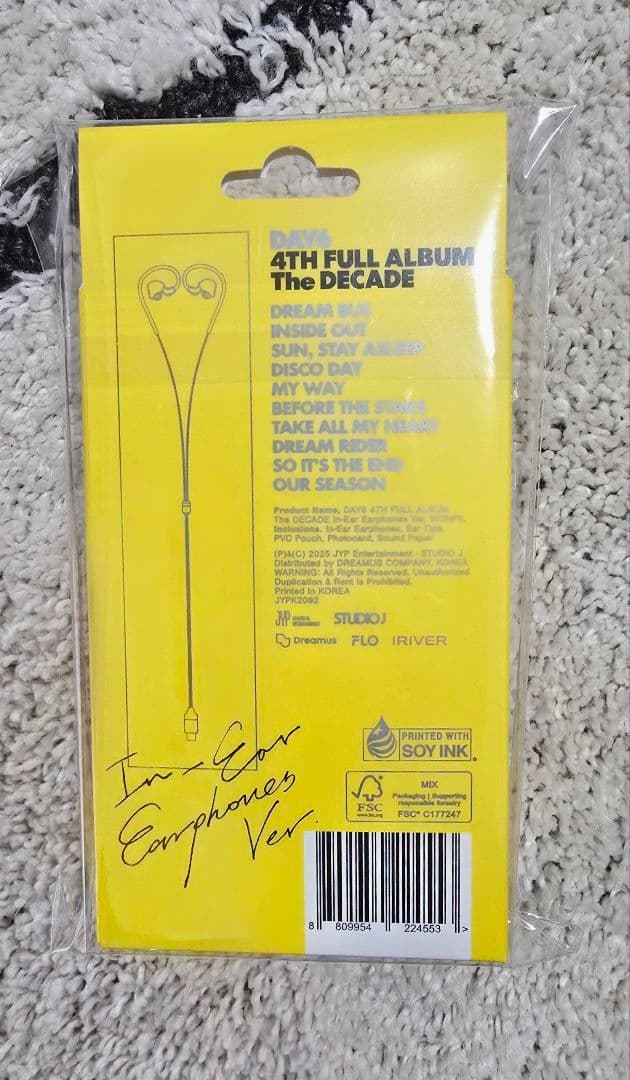 DAY6
4TH FULL ALBUM
The DECADE
DREAM BUS
INSIDE OUT
SUN, STAY ASLEEP
DISCO DAY
MY WAY
BEFORE THE STARS
TAKE ALL MY HEART
DREAM RIDER
SO IT'S THE END
OUR SEASON
Product Name, DAY6 4TH FULL ALBUM
The DECADE In-Ear Earphones Ver.
Inclusions. In-Ear Earphones, Ear Tips,
PVC Pouch, Photocard, Sound Paper
(P)&(C) 2025 JYP Entertainment · STUDIO J
Distributed by DREAMUS COMPANY. KOREA
WARNING: All Rights Reserved. Unauthorized
Duplication & Rent is Prohibited.
Printed in KOREA
JYPK2092
JYP STUDIO J
Dreamus FLO IRIVER
In-Ear
Earphones
Ver.
PRINTED WITH
SOY INK
FSC
www.fsc.org
MIX
Packaging | Supporting
responsible forestry
FSC® C177247
8 809954 224553 >